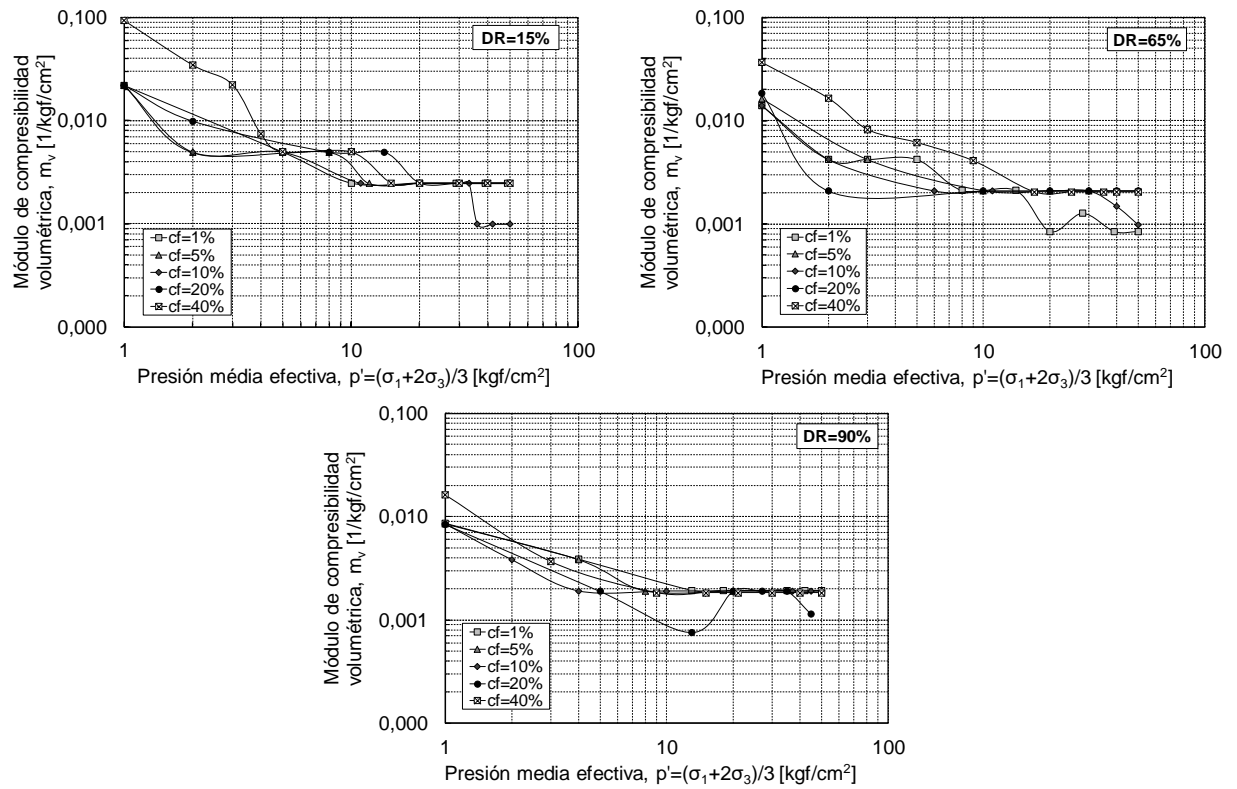 0,100
0,010
0,001
0,000
1
10
100
Módulo de compresibilidad
volumétrica, mᵥ [1/kgf/cm²]
DR=15%
cf=1%
cf=5%
cf=10%
cf=20%
cf=40%
Presión média efectiva, p'=(σ₁+2σ₃)/3 [kgf/cm²]
0,100
0,010
0,001
0,000
1
10
100
Módulo de compresibilidad
volumétrica, mᵥ [1/kgf/cm²]
DR=65%
cf=1%
cf=5%
cf=10%
cf=20%
cf=40%
Presión media efectiva, p'=(σ₁+2σ₃)/3 [kgf/cm²]
0,100
0,010
0,001
0,000
1
10
100
Módulo de compresibilidad
volumétrica, mᵥ [1/kgf/cm²]
DR=90%
cf=1%
cf=5%
cf=10%
cf=20%
cf=40%
Presión media efectiva, p'=(σ₁+2σ₃)/3 [kgf/cm²]